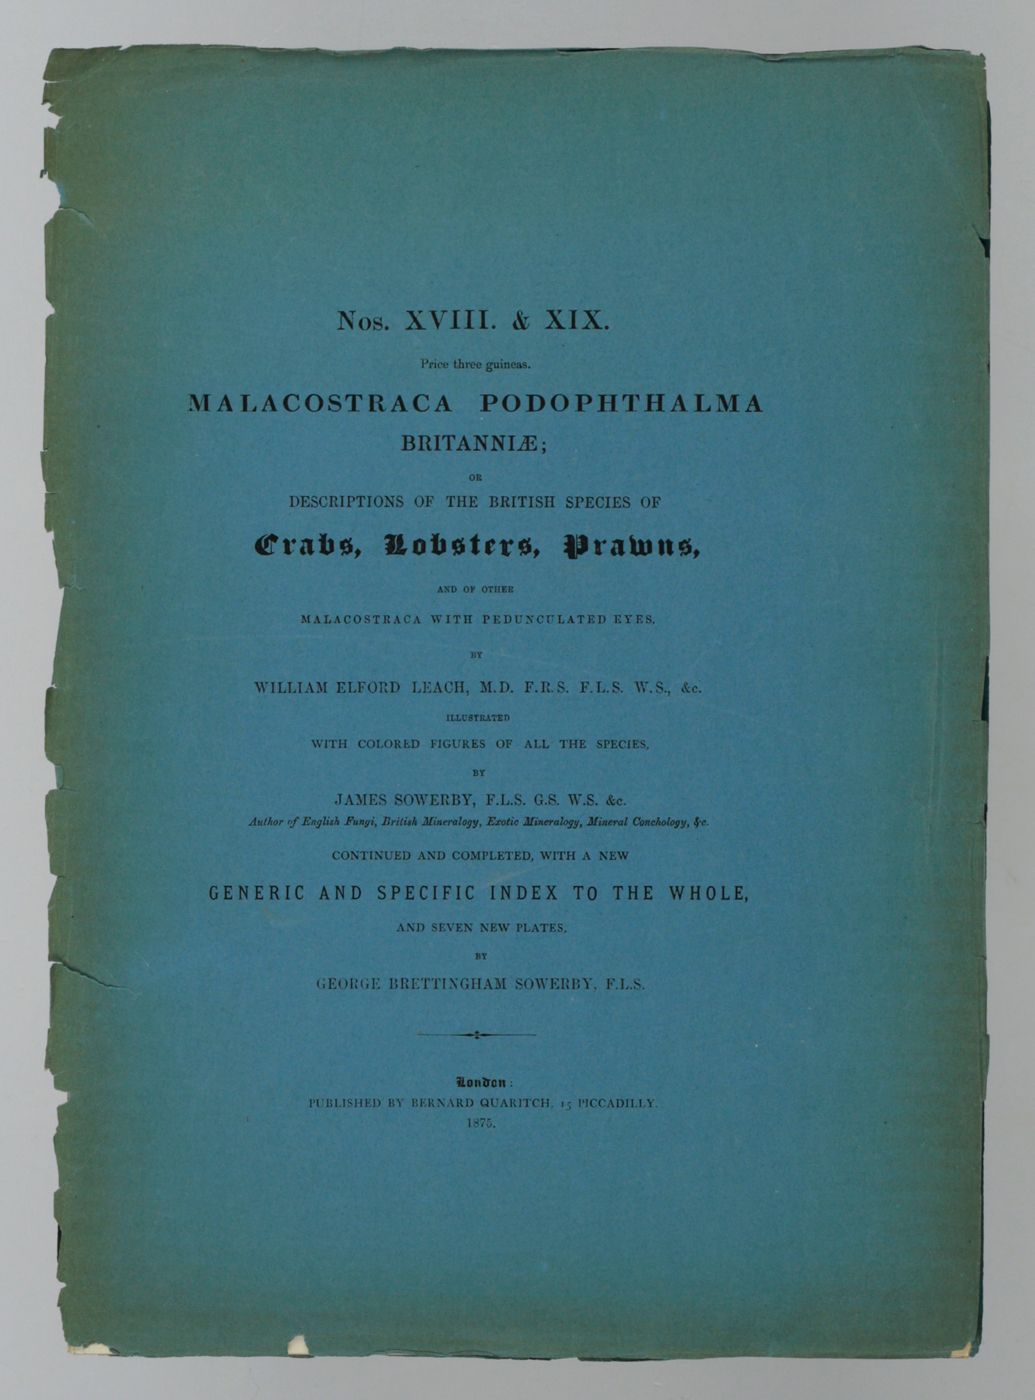 Nos. XVIII. & XIX.
Price three guineas.
MALACOSTRACA PODOPHTHALMA
BRITANNIÆ;
OR
DESCRIPTIONS OF THE BRITISH SPECIES OF
Crabs, Lobsters, Prawns,
AND OF OTHER
MALACOSTRACA WITH PEDUNCULATED EYES.
BY
WILLIAM ELFORD LEACH, M.D. F.R.S. F.L.S. W.S., &c.
ILLUSTRATED
WITH COLORED FIGURES OF ALL THE SPECIES,
BY
JAMES SOWERBY, F.L.S. G.S. W.S. &c.
Author of English Fungi, British Mineralogy, Exotic Mineralogy, Mineral Conchology, &c.
CONTINUED AND COMPLETED, WITH A NEW
GENERIC AND SPECIFIC INDEX TO THE WHOLE,
AND SEVEN NEW PLATES,
BY
GEORGE BRETTINGHAM SOWERBY, F.L.S.
London:
PUBLISHED BY BERNARD QUARITCH, 15 PICCADILLY.
1875.